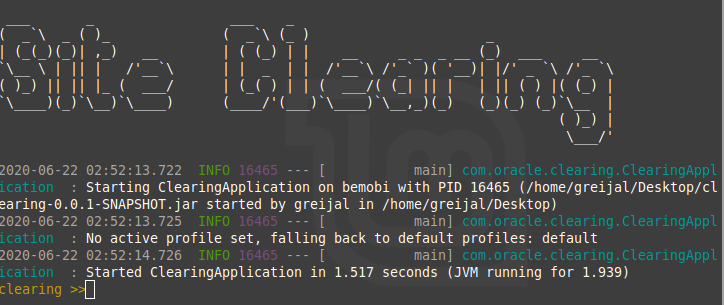 Site Clearing
2020-06-22 02:52:13.722  INFO 16465 --- [           main] com.oracle.clearing.ClearingAppl
ication  : Starting ClearingApplication on bemobi with PID 16465 (/home/greijal/Desktop/cl
earing-0.0.1-SNAPSHOT.jar started by greijal in /home/greijal/Desktop)
2020-06-22 02:52:13.725  INFO 16465 --- [           main] com.oracle.clearing.ClearingAppl
ication  : No active profile set, falling back to default profiles: default
2020-06-22 02:52:14.726  INFO 16465 --- [           main] com.oracle.clearing.ClearingAppl
ication  : Started ClearingApplication in 1.517 seconds (JVM running for 1.939)
clearing >>